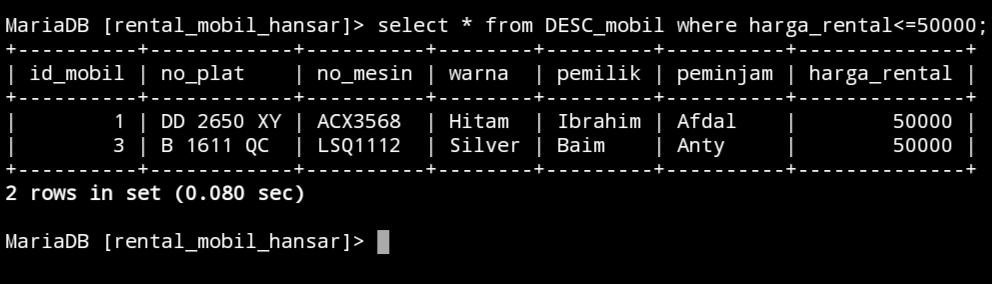 MariaDB [rental_mobil_hansar]> select * from DESC_mobil where harga_rental<=50000;
+----------+------------+----------+--------+---------+----------+--------------+
| id_mobil | no_plat    | no_mesin | warna  | pemilik | peminjam | harga_rental |
+----------+------------+----------+--------+---------+----------+--------------+
|        1 | DD 2650 XY | ACX3568  | Hitam  | Ibrahim | Afdal    |        50000 |
|        3 | B 1611 QC  | LSQ1112  | Silver | Baim    | Anty     |        50000 |
+----------+------------+----------+--------+---------+----------+--------------+
2 rows in set (0.080 sec)
MariaDB [rental_mobil_hansar]>